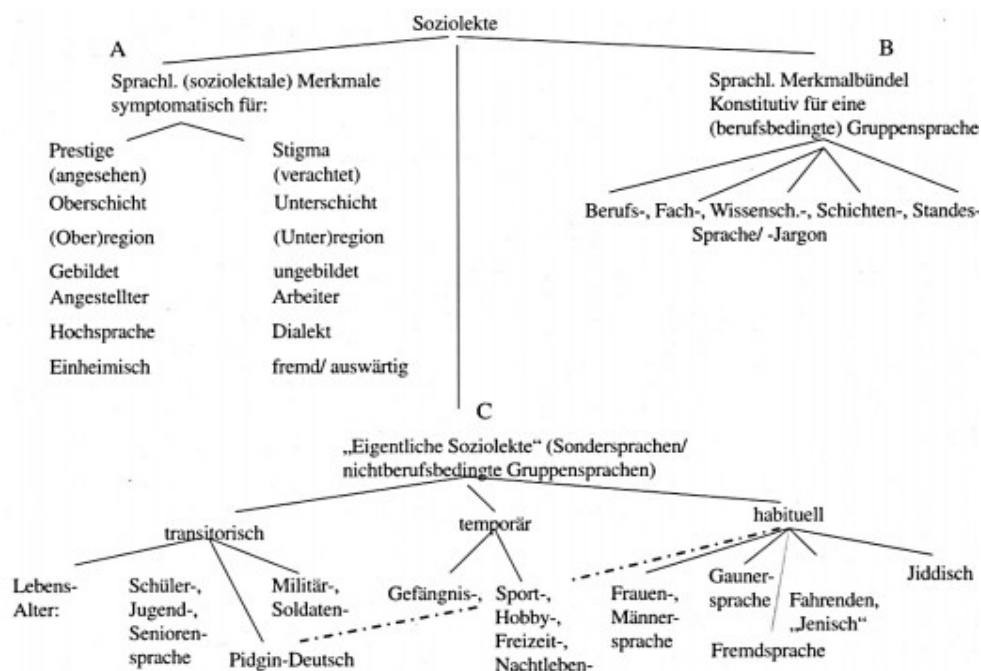 Soziolekte
A
Sprachl. (soziolektale) Merkmale
symptomatisch für:
Prestige
(angesehen)
Oberschicht
(Ober)region
Gebildet
Angestellter
Hochsprache
Einheimisch
Stigma
(verachtet)
Unterschicht
(Unter)region
ungebildet
Arbeiter
Dialekt
fremd/ auswärtig
B
Sprachl. Merkmalbündel
Konstitutiv für eine
(berufsbedingte) Gruppensprache
Berufs-, Fach-, Wissensch.-, Schichten-, Standes-
Sprache/ -Jargon
C
„Eigentliche Soziolekte“ (Sondersprachen/
nichtberufsbedingte Gruppensprachen)
transitorisch
temporär
habituell
Lebens-
Alter:
Schüler-,
Jugend-,
Senioren-
sprache
Pidgin-Deutsch
Militär-,
Soldaten-
Gefängnis-,
Sport-,
Hobby-,
Freizeit-,
Nachtleben-
Frauen-,
Männer-
sprache
Gauner-
sprache
Fahrenden,
„Jenisch“
Fremdsprache
Jiddisch